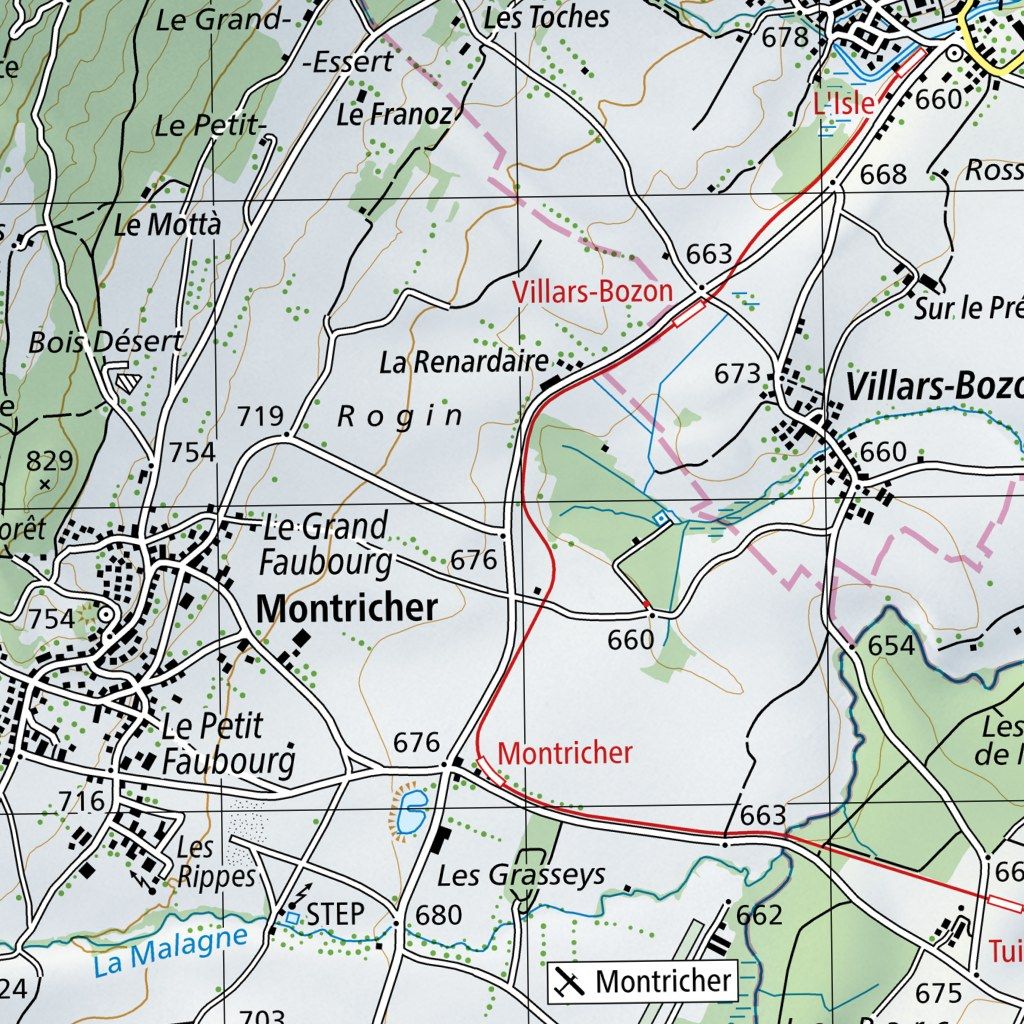 Le Grand-
-Essert
Les Toches
678
660
L'Isle
Le Franoz
Le Petit-
668
Le Mottà
663
Villars-Bozon
Sur le Pré
Bois Désert
La Renardaire
673
719
Rogin
754
829
660
Le Grand
Faubourg
676
Montricher
754
660
654
Le Petit
Faubourg
676
Montricher
716
663
Les
Rippes
Les Grasseys
STEP
680
662
La Malagne
Montricher
675
703